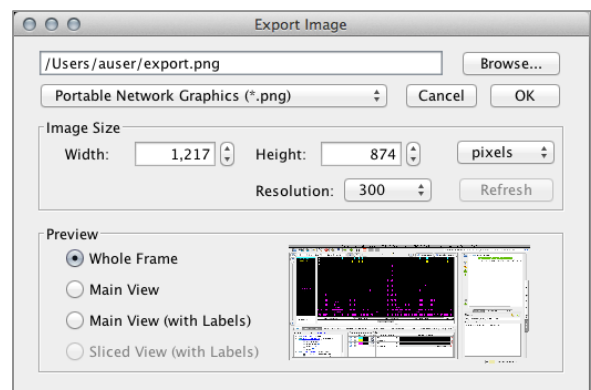 Export Image
/Users/auser/export.png Browse...
Portable Network Graphics (*.png) Cancel OK
Image Size
Width: 1,217 Height: 874 pixels
Resolution: 300 Refresh
Preview
Whole Frame
Main View
Main View (with Labels)
Sliced View (with Labels)